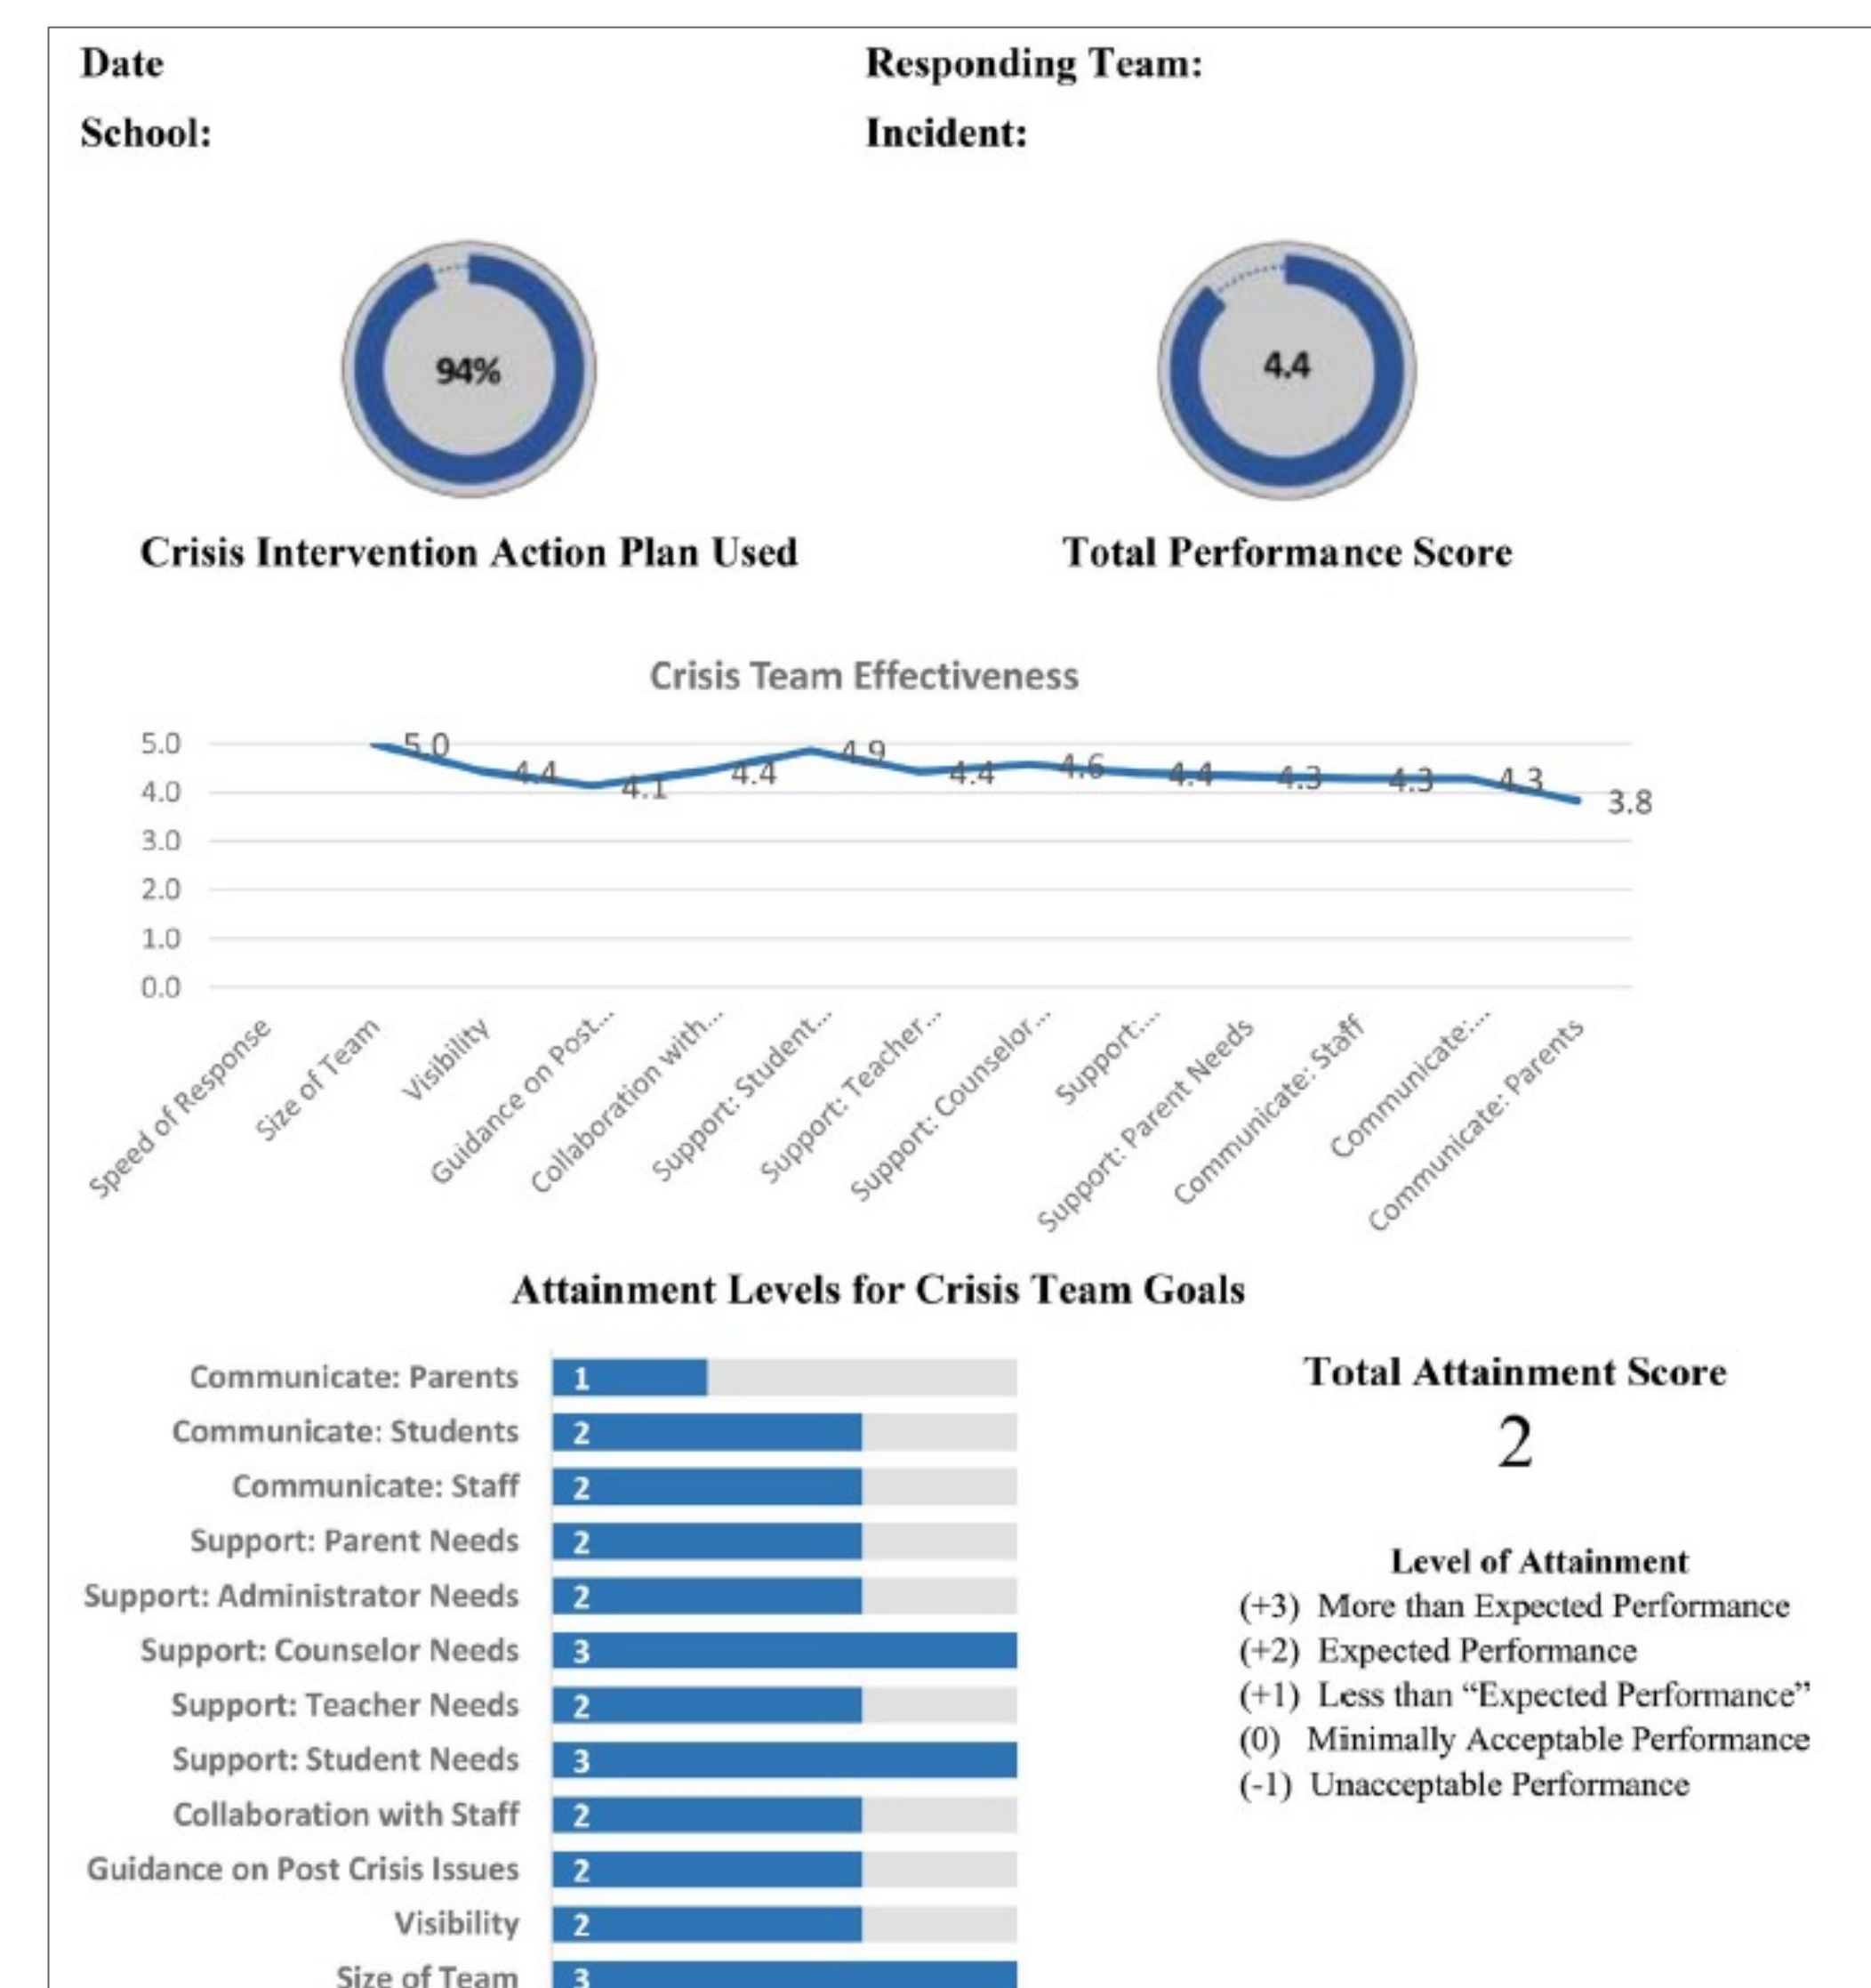 Date
Responding Team:
School:
Incident:
94%
4.4
Crisis Intervention Action Plan Used
Total Performance Score
Crisis Team Effectiveness
5.0
4.0
3.0
2.0
1.0
0.0
5.0
4.4
4.1
4.4
4.9
4.4
4.6
4.4
4.3
4.3
4.3
3.8
Speed of Response
Size of Team
Visibility
Guidance on Post...
Collaboration with...
Support: Student...
Support: Teacher...
Support: Counselor...
Support:...
Support: Parent Needs
Communicate: Staff
Communicate:...
Communicate: Parents
Attainment Levels for Crisis Team Goals
Communicate: Parents 1
Communicate: Students 2
Communicate: Staff 2
Support: Parent Needs 2
Support: Administrator Needs 2
Support: Counselor Needs 3
Support: Teacher Needs 2
Support: Student Needs 3
Collaboration with Staff 2
Guidance on Post Crisis Issues 2
Visibility 2
Size of Team 3
Total Attainment Score
2
Level of Attainment
(+3) More than Expected Performance
(+2) Expected Performance
(+1) Less than “Expected Performance”
(0) Minimally Acceptable Performance
(-1) Unacceptable Performance